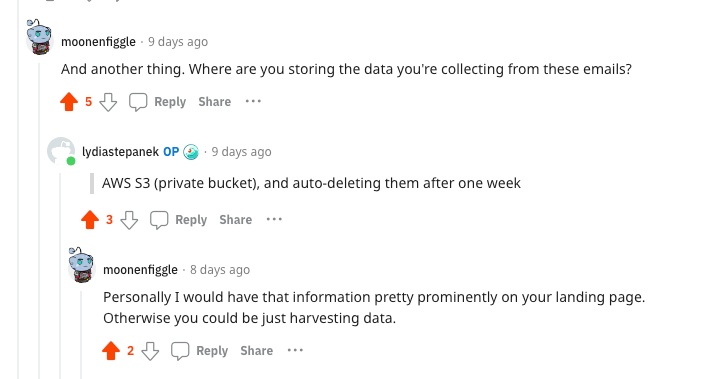 moonenfiggle · 9 days ago
And another thing. Where are you storing the data you're collecting from these emails?
5 Reply Share ···
lydiastepanek OP · 9 days ago
AWS S3 (private bucket), and auto-deleting them after one week
3 Reply Share ···
moonenfiggle · 8 days ago
Personally I would have that information pretty prominently on your landing page.
Otherwise you could be just harvesting data.
2 Reply Share ···